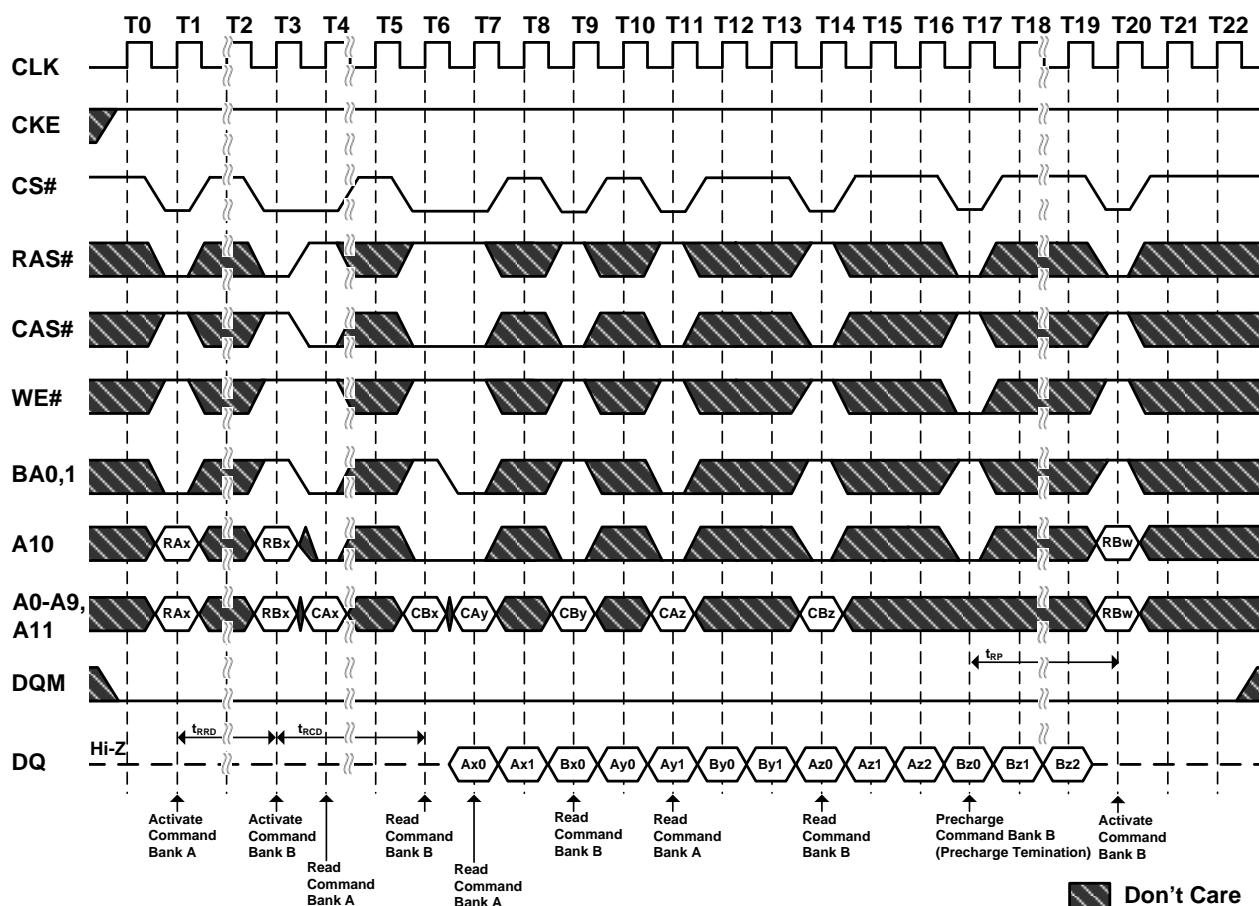 T0 T1 T2 T3 T4 T5 T6 T7 T8 T9 T10 T11 T12 T13 T14 T15 T16 T17 T18 T19 T20 T21 T22
CLK
CKE
CS#
RAS#
CAS#
WE#
BA0,1
A10
RAx RBx RBw
A0-A9,
A11
RAx RBx CAx CBx CAy CBy CAz CBz RBw
tRP
DQM
tRRD tRCD
Hi-Z
DQ
Ax0 Ax1 Bx0 Ay0 Ay1 By0 By1 Az0 Az1 Az2 Bz0 Bz1 Bz2
Activate
Command
Bank A
Activate
Command
Bank B
Read
Command
Bank A
Read
Command
Bank B
Read
Command
Bank A
Read
Command
Bank B
Read
Command
Bank A
Read
Command
Bank B
Precharge
Command Bank B
(Precharge Temination)
Activate
Command
Bank B
Don't Care